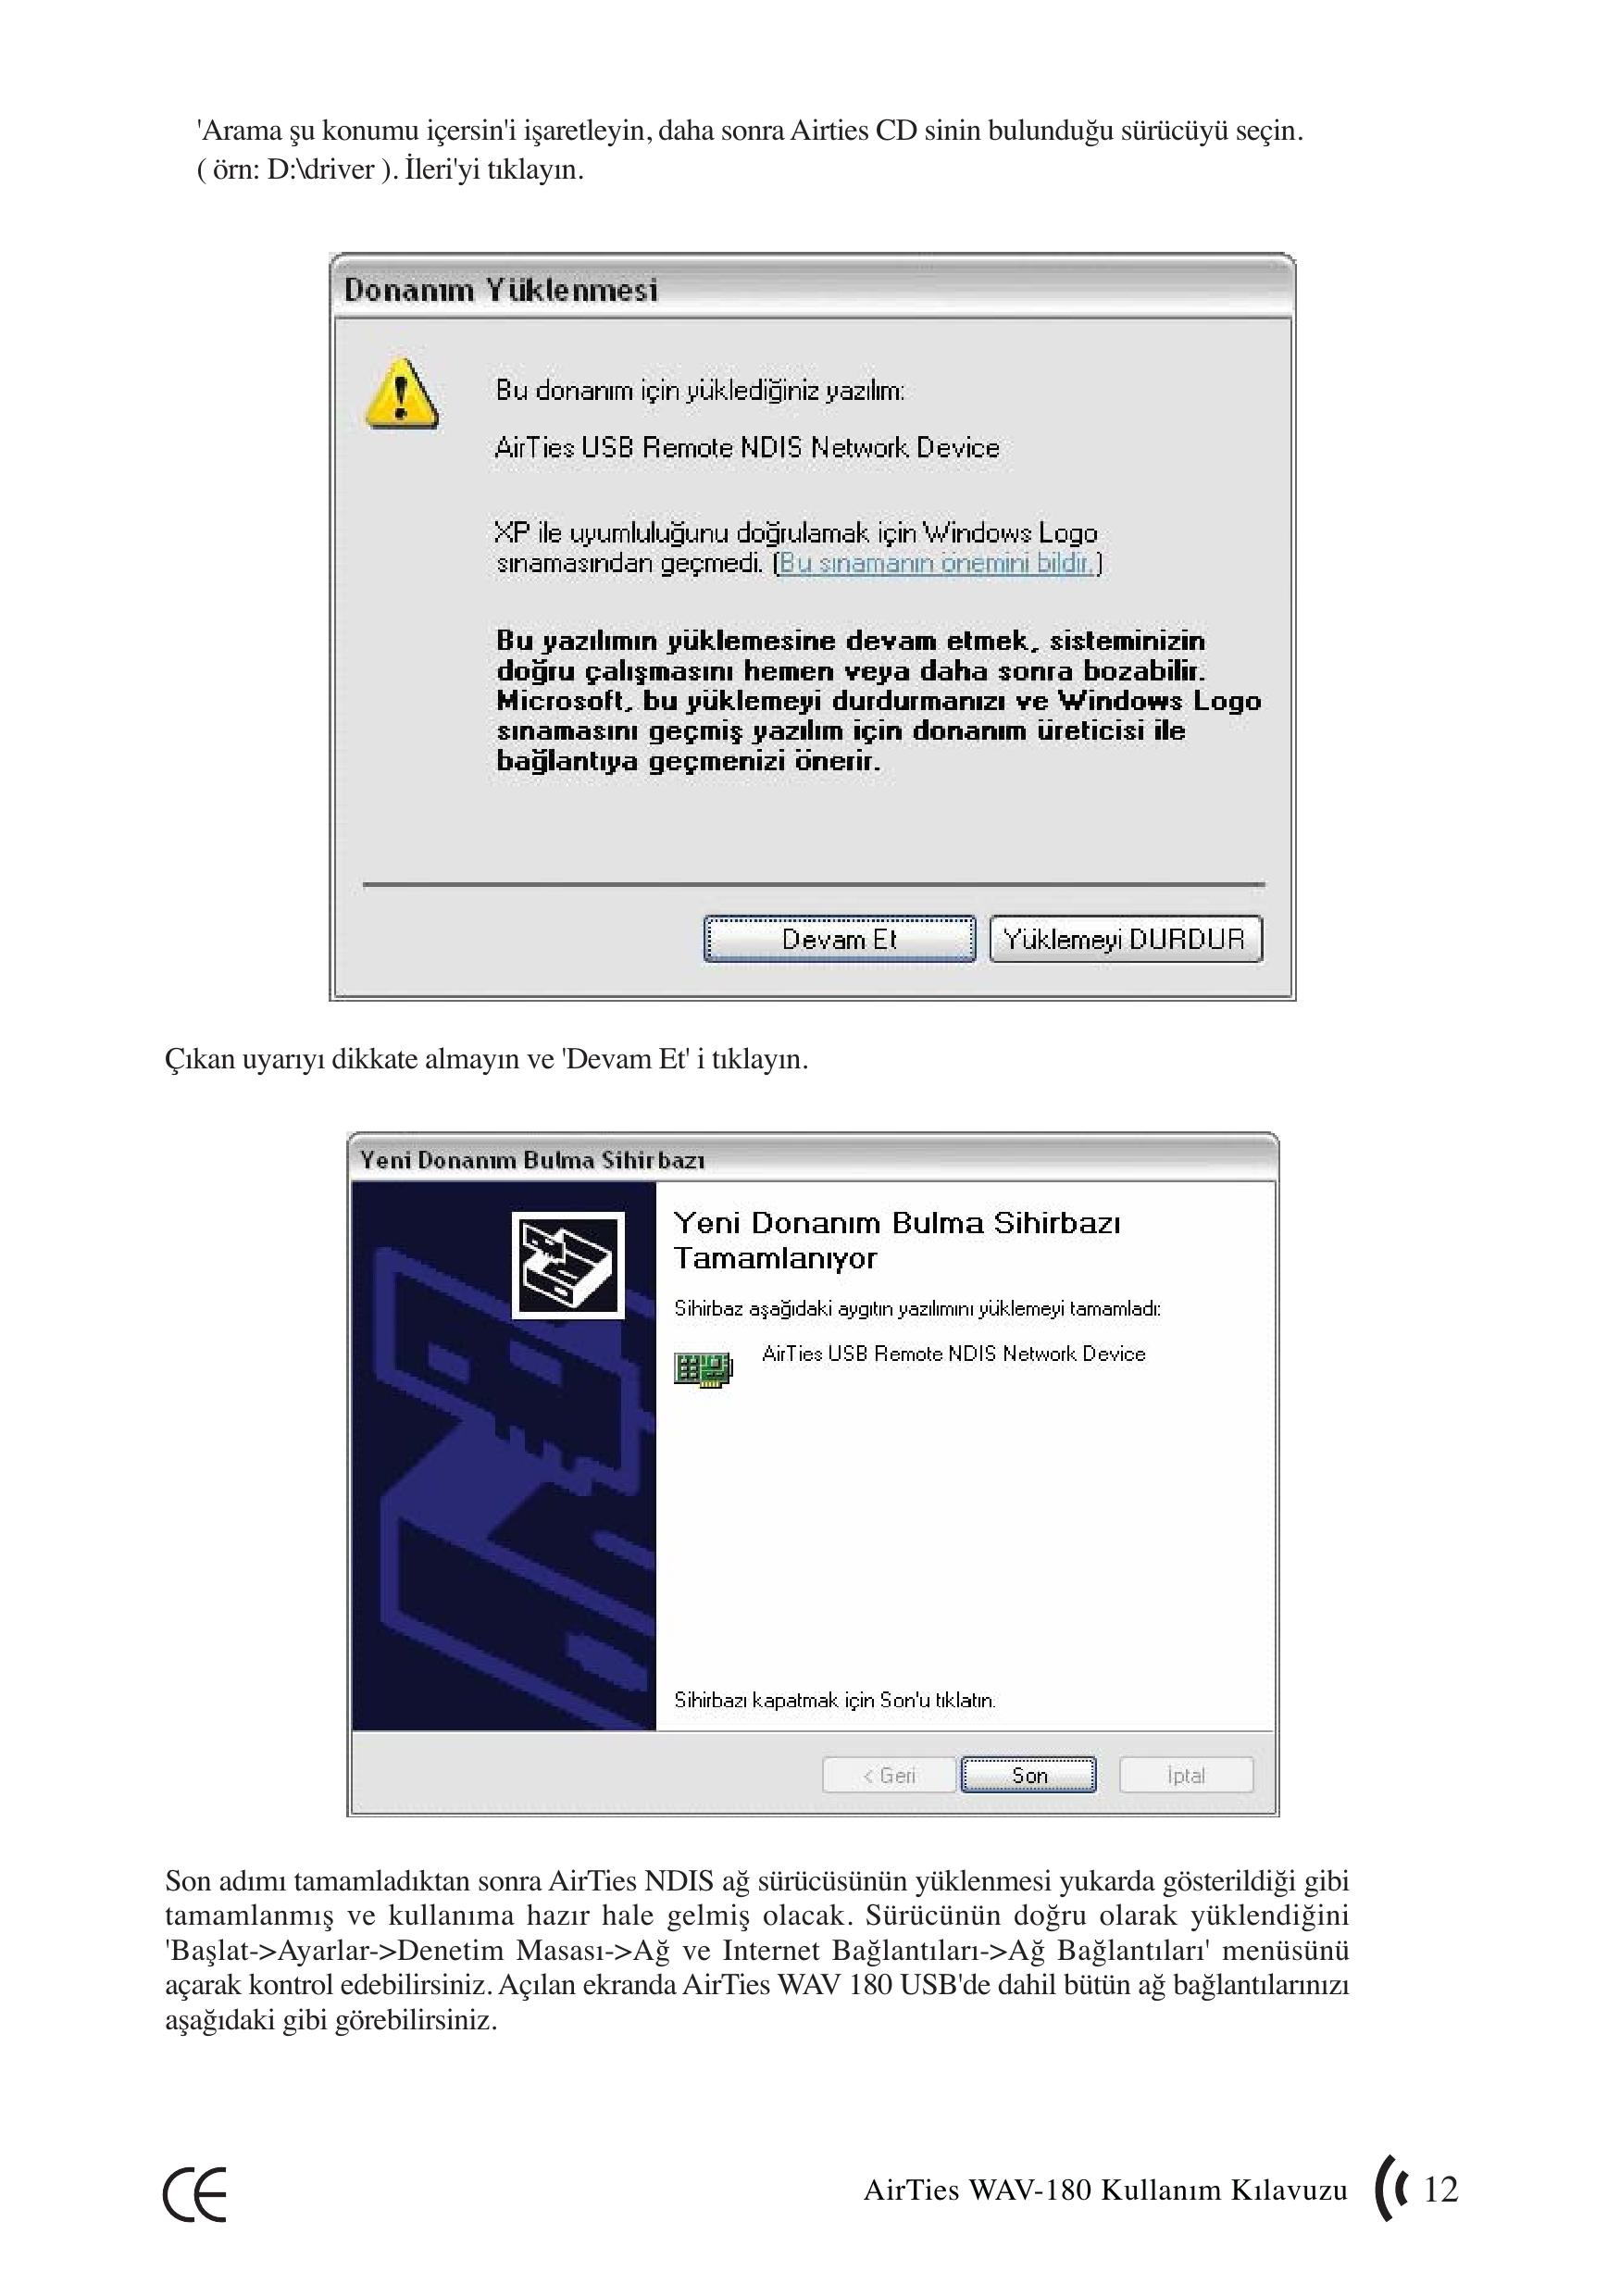 'Arama şu konumu içersin'i işaretleyin, daha sonra Airties CD sinin bulunduğu sürücüyü seçin.
( örn: D:\driver ). İleri'yi tıklayın.
Donanım Yüklenmesi
Bu donanım için yüklediğiniz yazılım:
AirTies USB Remote NDIS Network Device
XP ile uyumluluğunu doğrulamak için Windows Logo
sınamasından geçmedi. (Bu sınamanın önemini bildir.)
Bu yazılımın yüklemesine devam etmek, sisteminizin
doğru çalışmasını hemen veya daha sonra bozabilir.
Microsoft, bu yüklemeyi durdurmanızı ve Windows Logo
sınamasını geçmiş yazılım için donanım üreticisi ile
bağlantıya geçmenizi önerir.
Devam Et Yüklemeyi DURDUR
Çıkan uyarıyı dikkate almayın ve 'Devam Et' i tıklayın.
Yeni Donanım Bulma Sihirbazı
Yeni Donanım Bulma Sihirbazı
Tamamlanıyor
Sihirbaz aşağıdaki aygıtın yazılımını yüklemeyi tamamladı:
AirTies USB Remote NDIS Network Device
Sihirbazı kapatmak için Son'u tıklatın.
< Geri Son İptal
Son adımı tamamladıktan sonra AirTies NDIS ağ sürücüsünün yüklenmesi yukarda gösterildiği gibi
tamamlanmış ve kullanıma hazır hale gelmiş olacak. Sürücünün doğru olarak yüklendiğini
'Başlat->Ayarlar->Denetim Masası->Ağ ve Internet Bağlantıları->Ağ Bağlantıları' menüsünü
açarak kontrol edebilirsiniz. Açılan ekranda AirTies WAV 180 USB'de dahil bütün ağ bağlantılarınızı
aşağıdaki gibi görebilirsiniz.
CE
AirTies WAV-180 Kullanım Kılavuzu 12